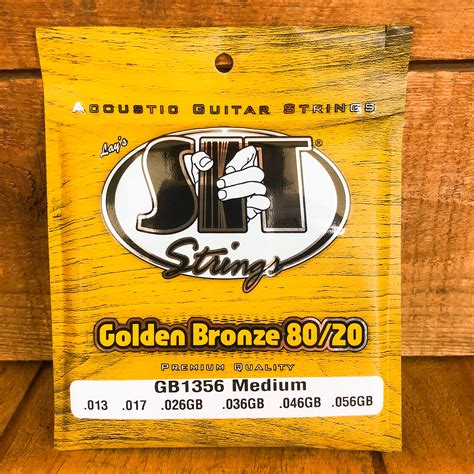 Acoustic Guitar Strings
Lay's
SIT®
Strings
Golden Bronze 80/20
Premium Quality
GB1356 Medium
.013 .017 .026GB .036GB .046GB .056GB